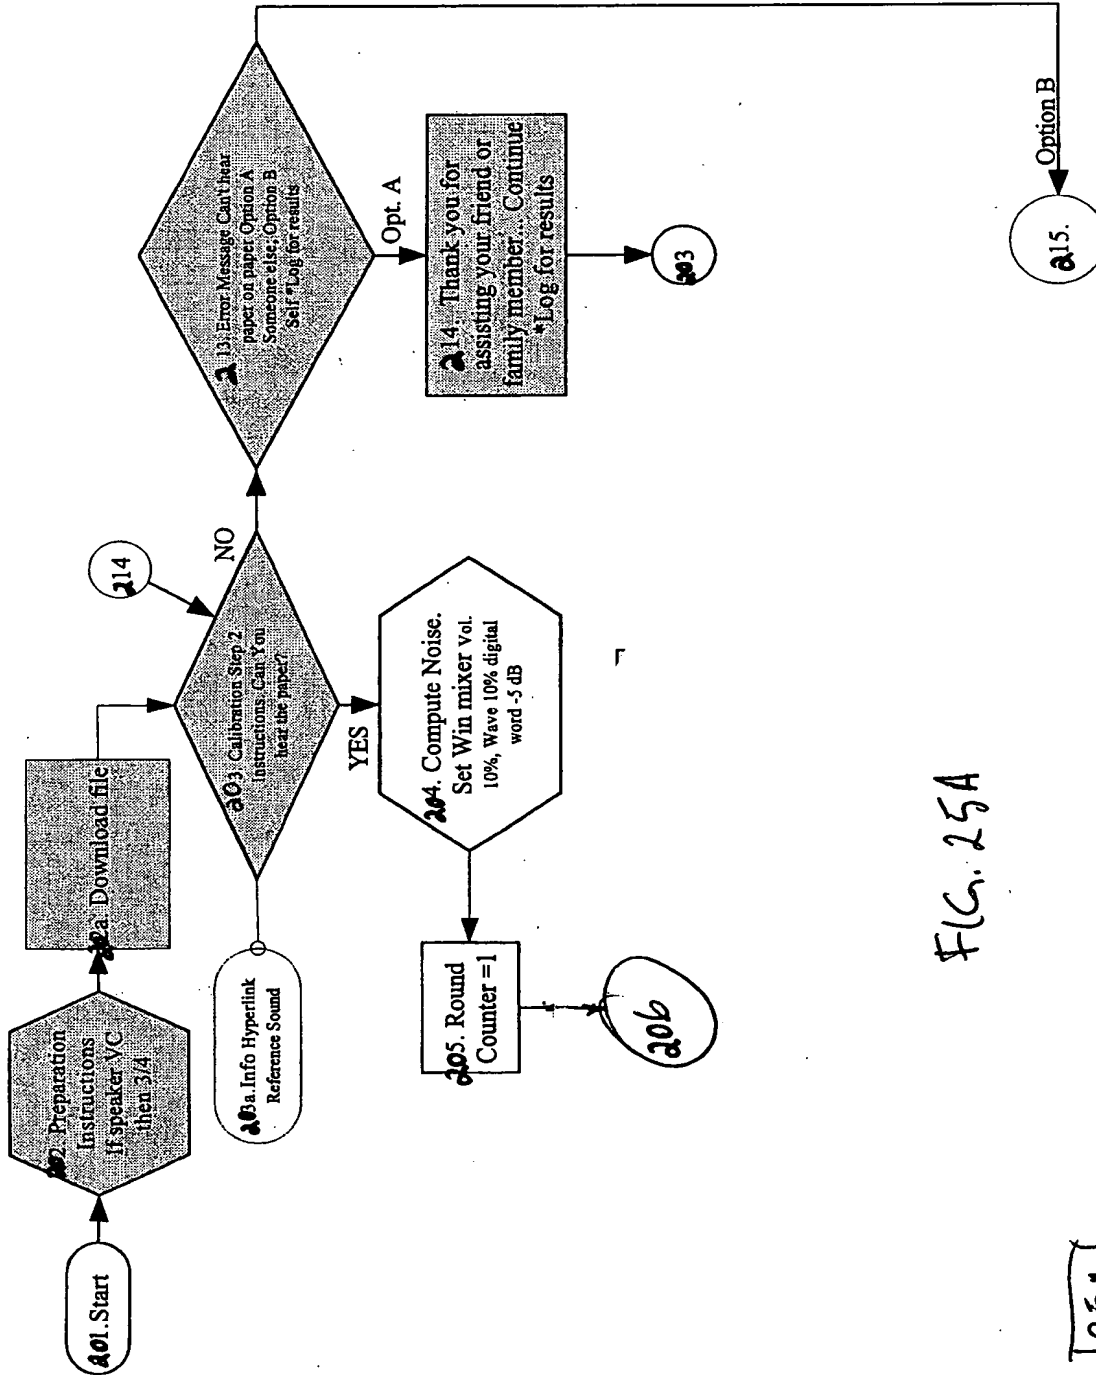 201.Start
202. Preparation
Instructions
If speaker VC
then 3/4
202a. Download file
203. Calibration Step 2
Instructions Can You
hear the paper?
203a.Info Hyperlink
Reference Sound
214
NO
YES
204. Compute Noise.
Set Win mixer Vol.
10%, Wave 10% digital
word -5 dB
205. Round
Counter =1
206
213. Error Message Can't hear
paper on paper Option A
Someone else; Option B
Self *Log for results
Opt. A
214. Thank you for
assisting your friend or
family member... Continue
*Log for results
203
Option B
215.
FIG. 25A